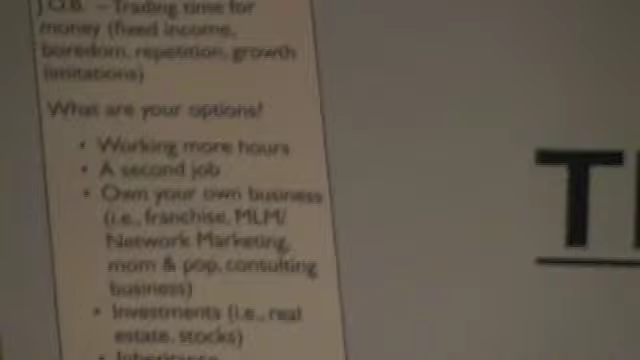 J.O.B. – Trading time for
money (fixed income,
boredom, repetition, growth
limitations)
What are your options?
• Working more hours
• A second job
• Own your own business
(i.e., franchise, MLM/
Network Marketing,
mom & pop, consulting
business)
• Investments (i.e., real
estate, stocks)
• Inheritance
T